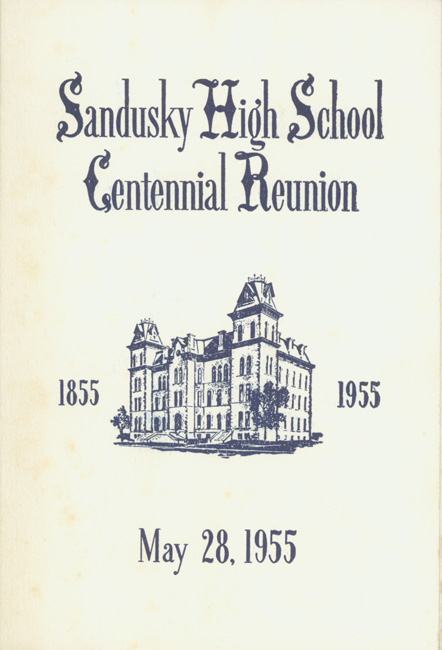 Sandusky High School
Centennial Reunion
1855 1955
May 28, 1955